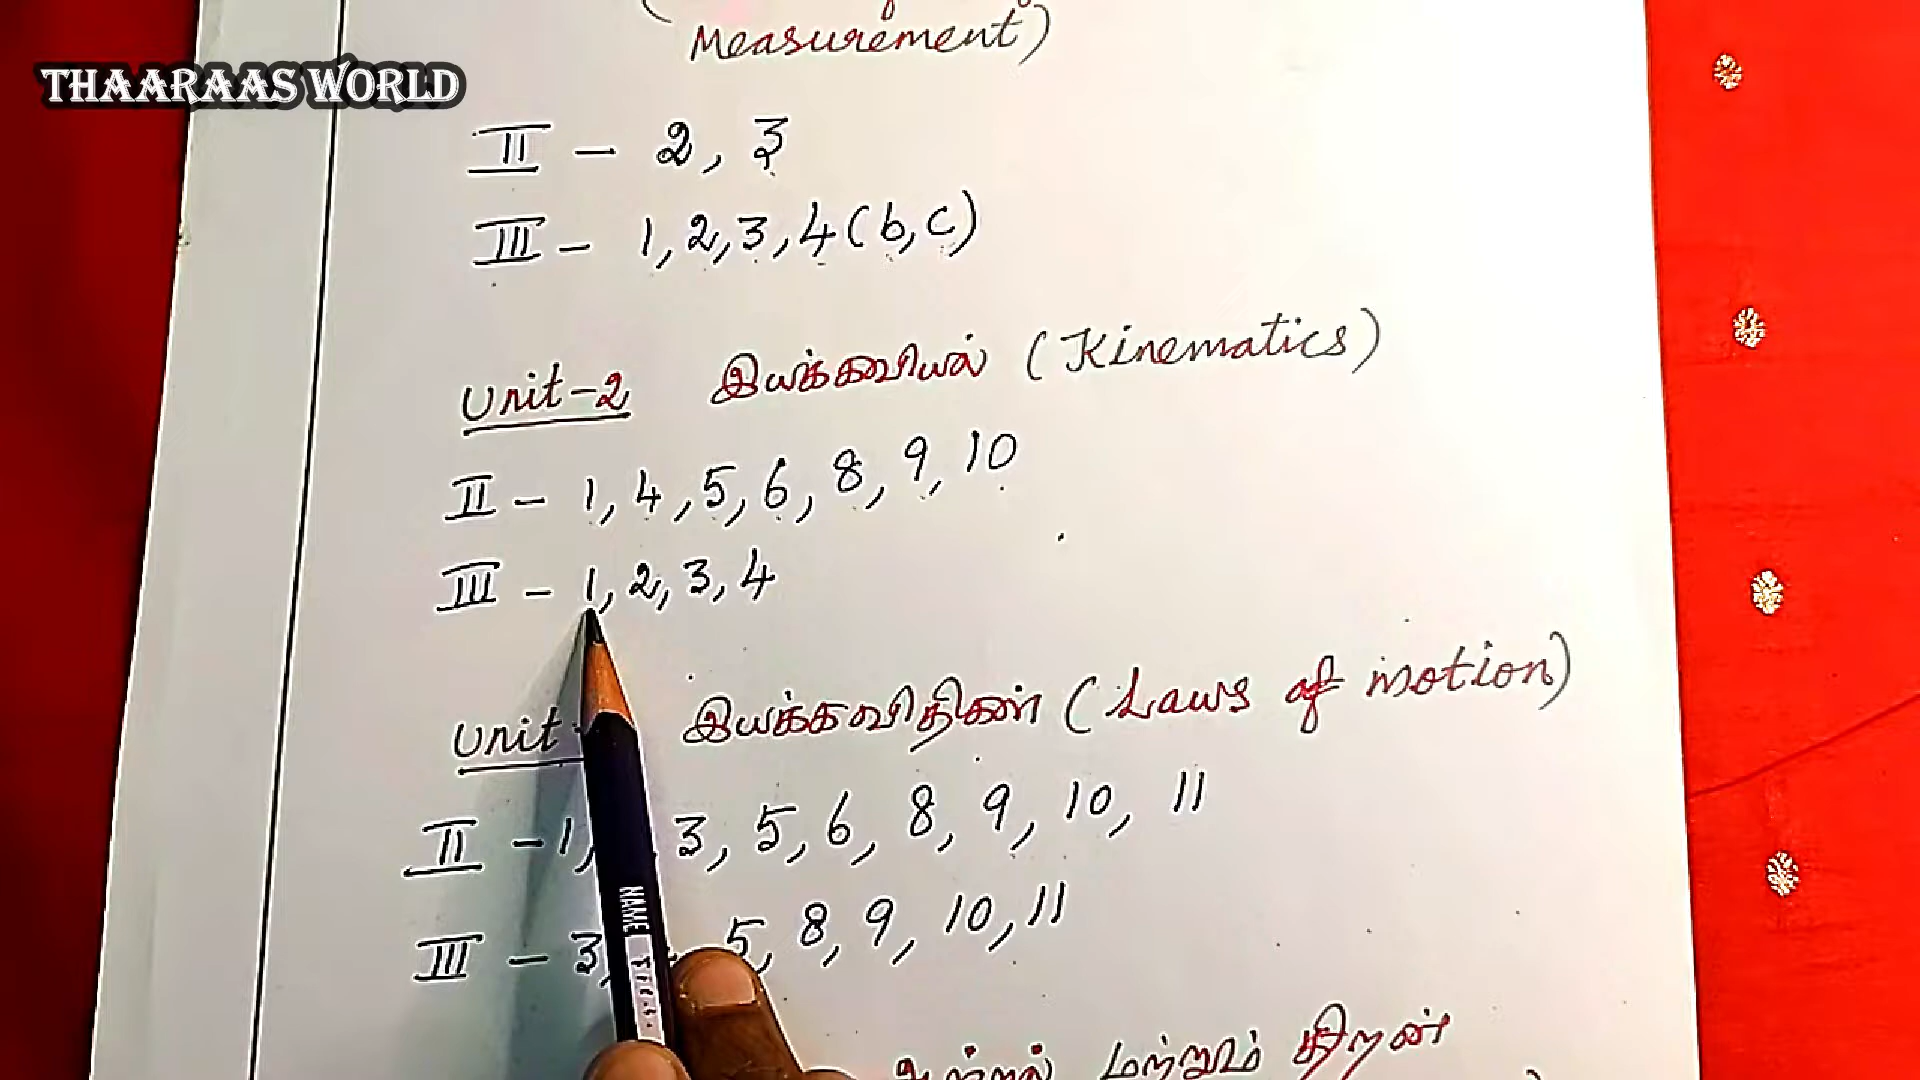 THAARAAS WORLD
Measurement)
II - 2, 3
III - 1, 2, 3, 4 (b, c)
Unit-2 இயக்கவியல் (Kinematics)
II - 1, 4, 5, 6, 8, 9, 10
III - 1, 2, 3, 4
Unit இயக்கவிதிகள் (Laws of motion)
II - 1, 3, 5, 6, 8, 9, 10, 11
III - 3, 5, 8, 9, 10, 11
மற்றும் திறன்
NAME